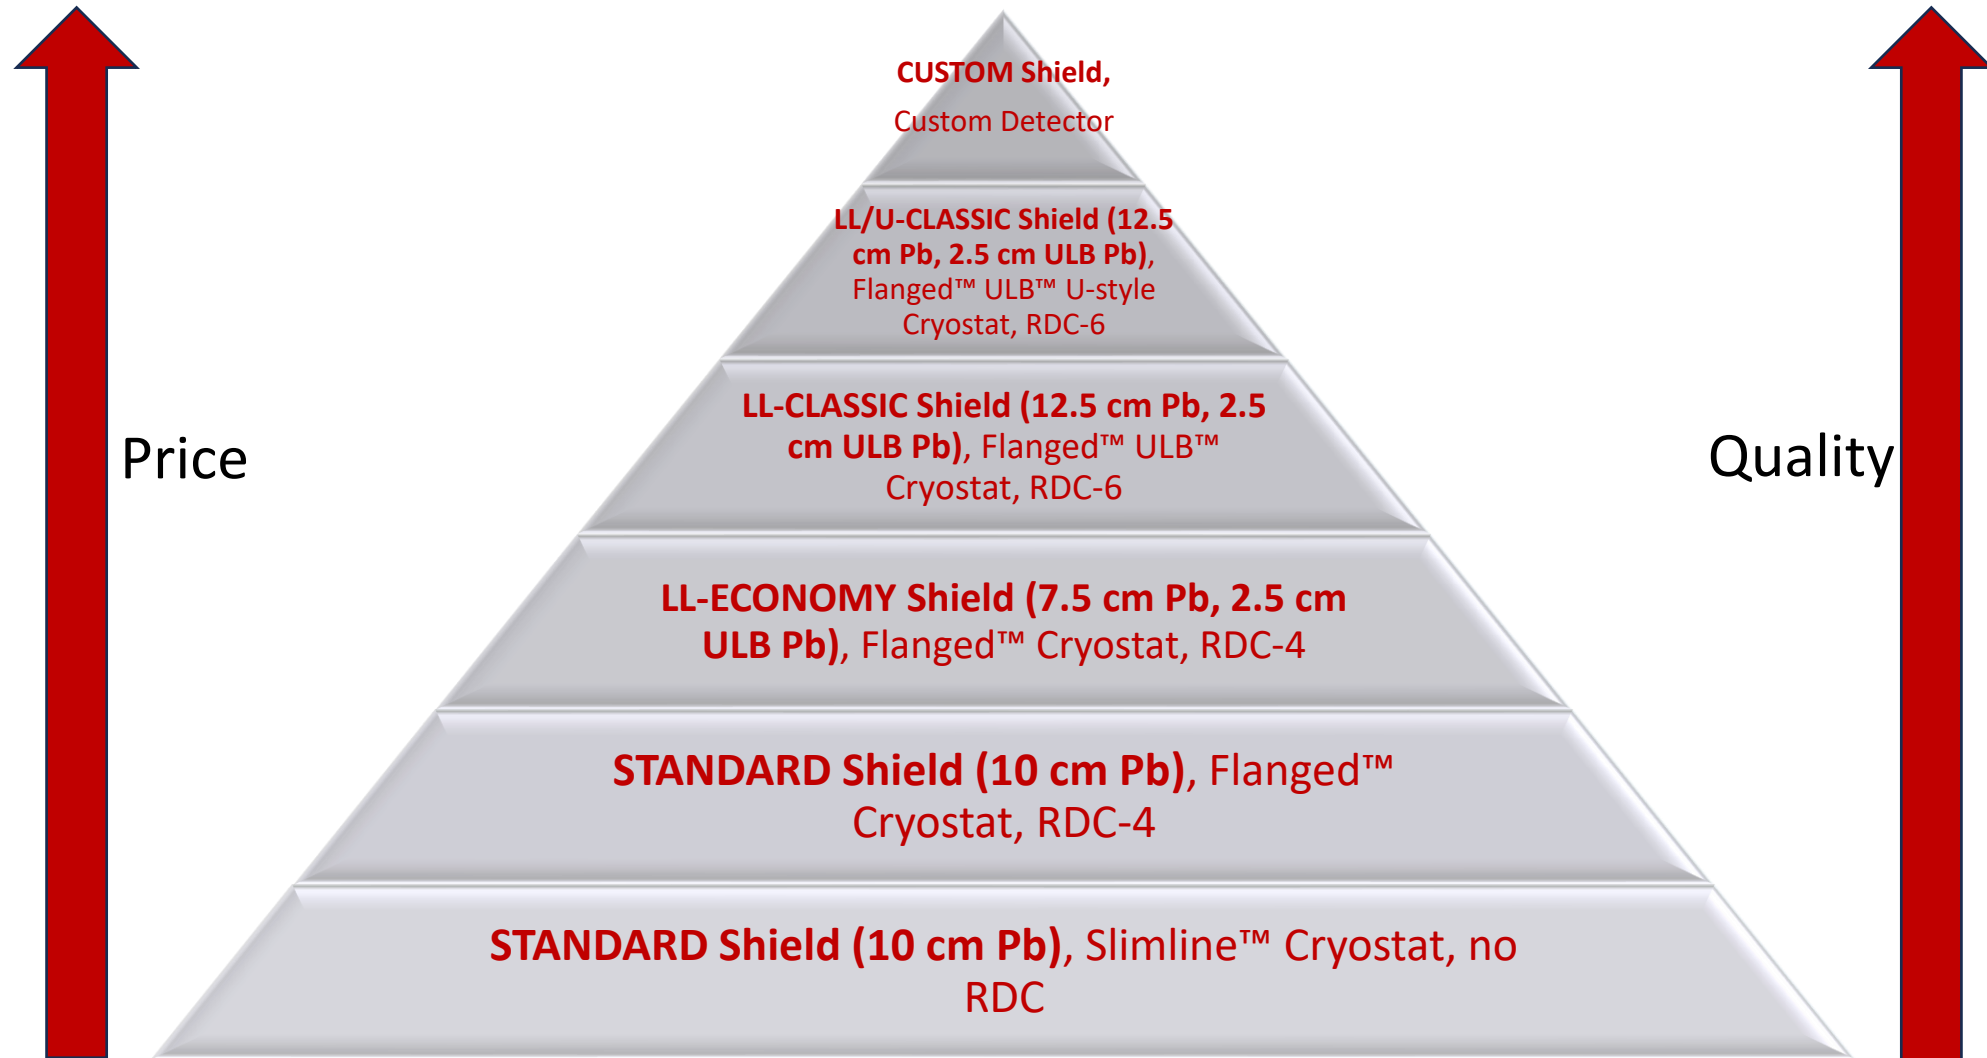 CUSTOM Shield,
Custom Detector
LL/U-CLASSIC Shield (12.5
cm Pb, 2.5 cm ULB Pb),
Flanged™ ULB™ U-style
Cryostat, RDC-6
LL-CLASSIC Shield (12.5 cm Pb, 2.5
cm ULB Pb), Flanged™ ULB™
Cryostat, RDC-6
Price
Quality
LL-ECONOMY Shield (7.5 cm Pb, 2.5 cm
ULB Pb), Flanged™ Cryostat, RDC-4
STANDARD Shield (10 cm Pb), Flanged™
Cryostat, RDC-4
STANDARD Shield (10 cm Pb), Slimline™ Cryostat, no
RDC